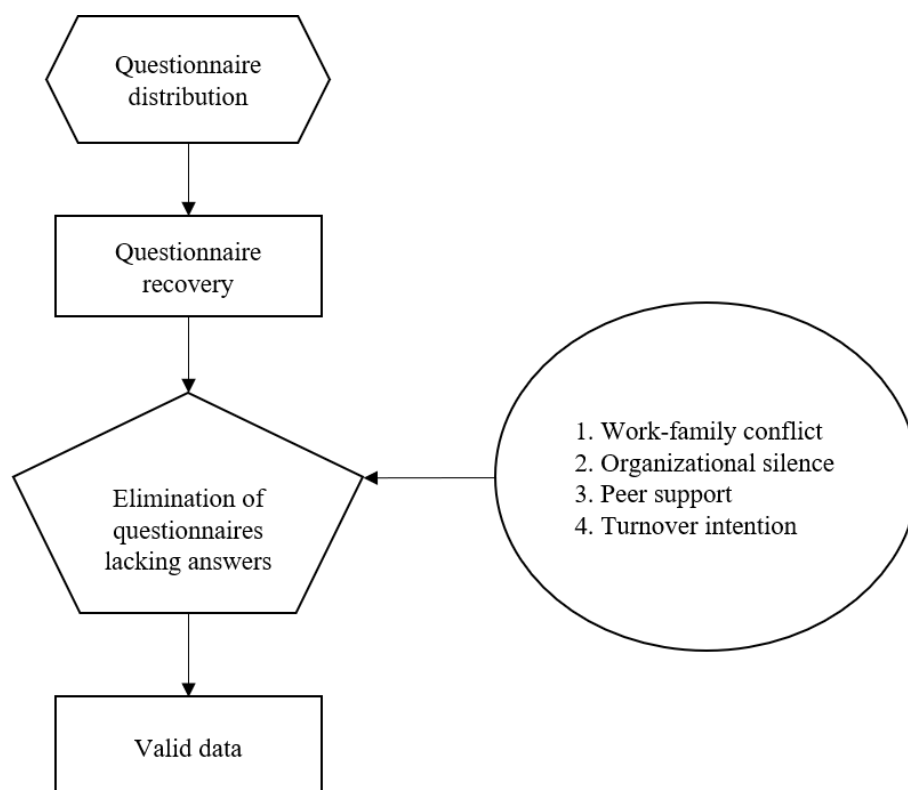 Questionnaire
distribution
Questionnaire
recovery
Elimination of
questionnaires
lacking answers
1. Work-family conflict
2. Organizational silence
3. Peer support
4. Turnover intention
Valid data